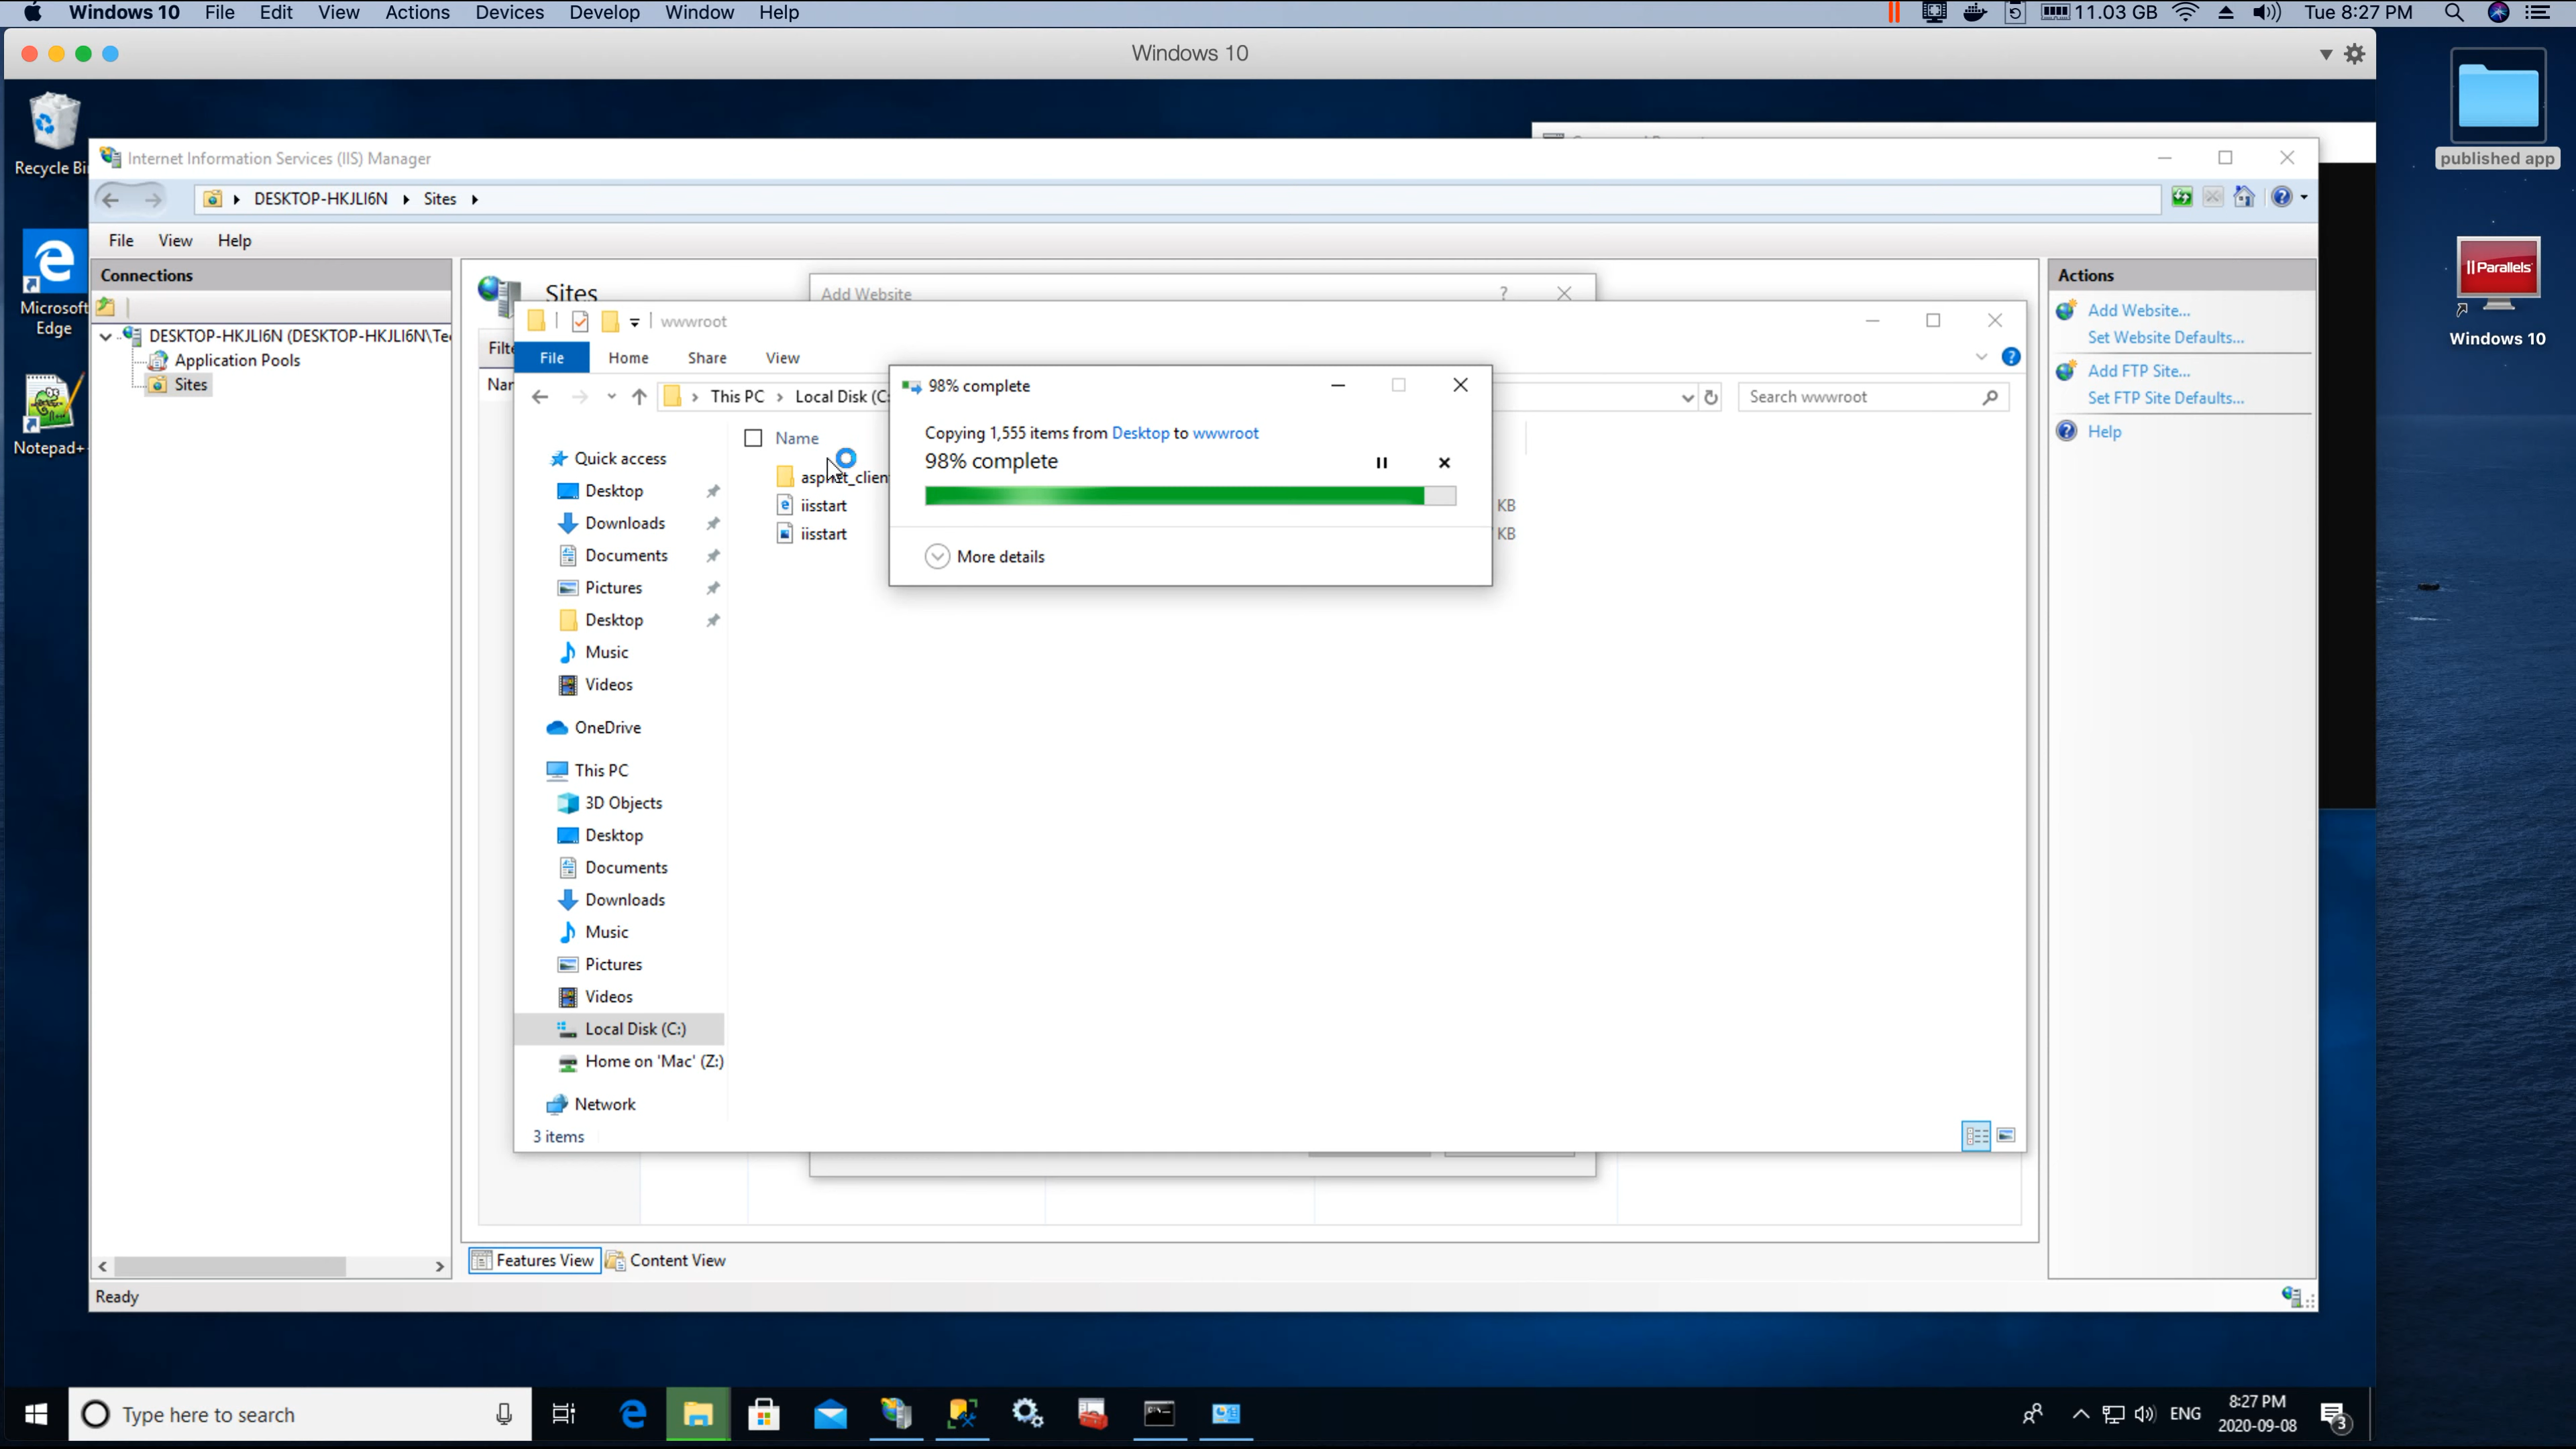 Windows 10 File Edit View Actions Devices Develop Window Help 11.03 GB Tue 8:27 PM
Windows 10
published app
Parallels
Windows 10
Recycle Bi
Microsoft
Edge
Notepad+
Internet Information Services (IIS) Manager
DESKTOP-HKJLI6N Sites
File View Help
Connections
DESKTOP-HKJLI6N (DESKTOP-HKJLI6N\Te
Application Pools
Sites
Sites
Filte
Nar
Add Website
?
wwwroot
File Home Share View
This PC Local Disk (C: Search wwwroot
Name
aspnet_clien
iisstart KB
iisstart KB
98% complete
Copying 1,555 items from Desktop to wwwroot
98% complete
More details
Quick access
Desktop
Downloads
Documents
Pictures
Desktop
Music
Videos
OneDrive
This PC
3D Objects
Desktop
Documents
Downloads
Music
Pictures
Videos
Local Disk (C:)
Home on 'Mac' (Z:)
Network
3 items
Actions
Add Website...
Set Website Defaults...
Add FTP Site...
Set FTP Site Defaults...
Help
Features View Content View
Ready
Type here to search
ENG
8:27 PM
2020-09-08
3